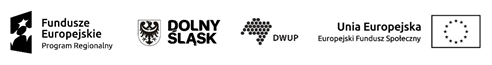 Fundusze
Europejskie
Program Regionalny
DOLNY
ŚLĄSK
DWUP
Unia Europejska
Europejski Fundusz Społeczny